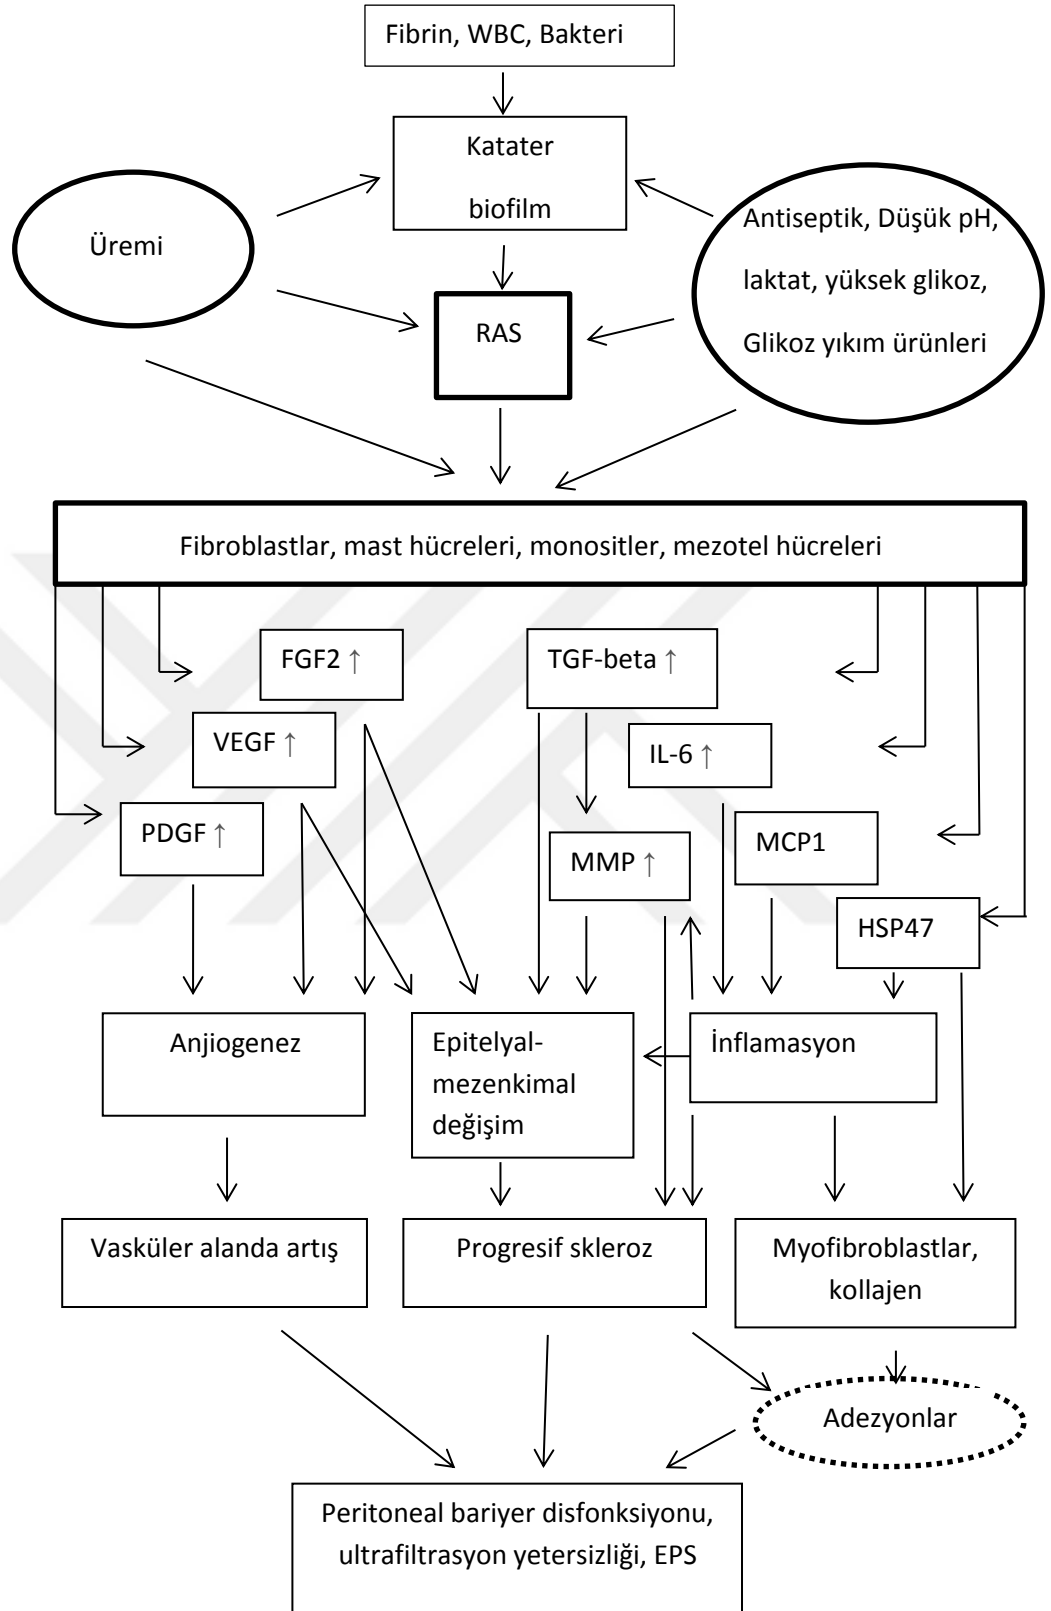 Fibrin, WBC, Bakteri
Katater
biofilm
Üremi
Antiseptik, Düşük pH,
laktat, yüksek glikoz,
Glikoz yıkım ürünleri
RAS
Fibroblastlar, mast hücreleri, monositler, mezotel hücreleri
FGF2 ↑
TGF-beta ↑
VEGF ↑
IL-6 ↑
PDGF ↑
MMP ↑
MCP1
HSP47
Anjiogenez
Epitelyal-
mezenkimal
değişim
İnflamasyon
Vasküler alanda artış
Progresif skleroz
Myofibroblastlar,
kollajen
Adezyonlar
Peritoneal bariyer disfonksiyonu,
ultrafiltrasyon yetersizliği, EPS